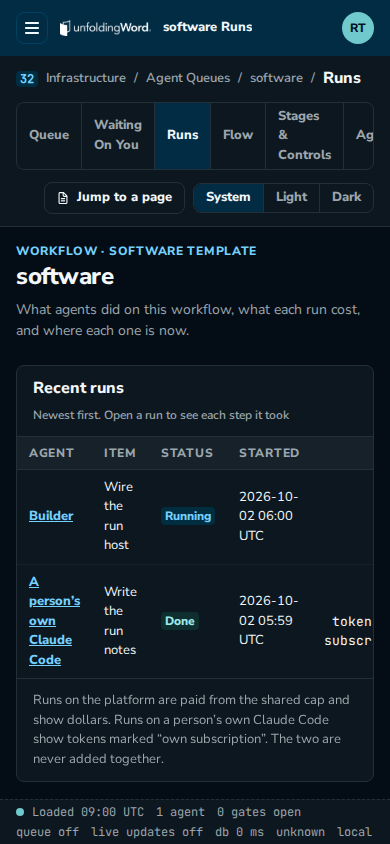 unfoldingWord. software Runs RT
32 Infrastructure / Agent Queues / software / Runs
Queue
Waiting
On You
Runs
Flow
Stages
&
Controls
Ag
Jump to a page
System Light Dark
WORKFLOW · SOFTWARE TEMPLATE
software
What agents did on this workflow, what each run cost,
and where each one is now.
Recent runs
Newest first. Open a run to see each step it took
AGENT ITEM STATUS STARTED
Builder
Wire
the
run
host
Running
2026-10-
02 06:00
UTC
A
person's
own
Claude
Code
Write
the
run
notes
Done
2026-10-
02 05:59
UTC
token
subscr
Runs on the platform are paid from the shared cap and
show dollars. Runs on a person's own Claude Code
show tokens marked “own subscription”. The two are
never added together.
Loaded 09:00 UTC 1 agent 0 gates open
queue off live updates off db 0 ms unknown local